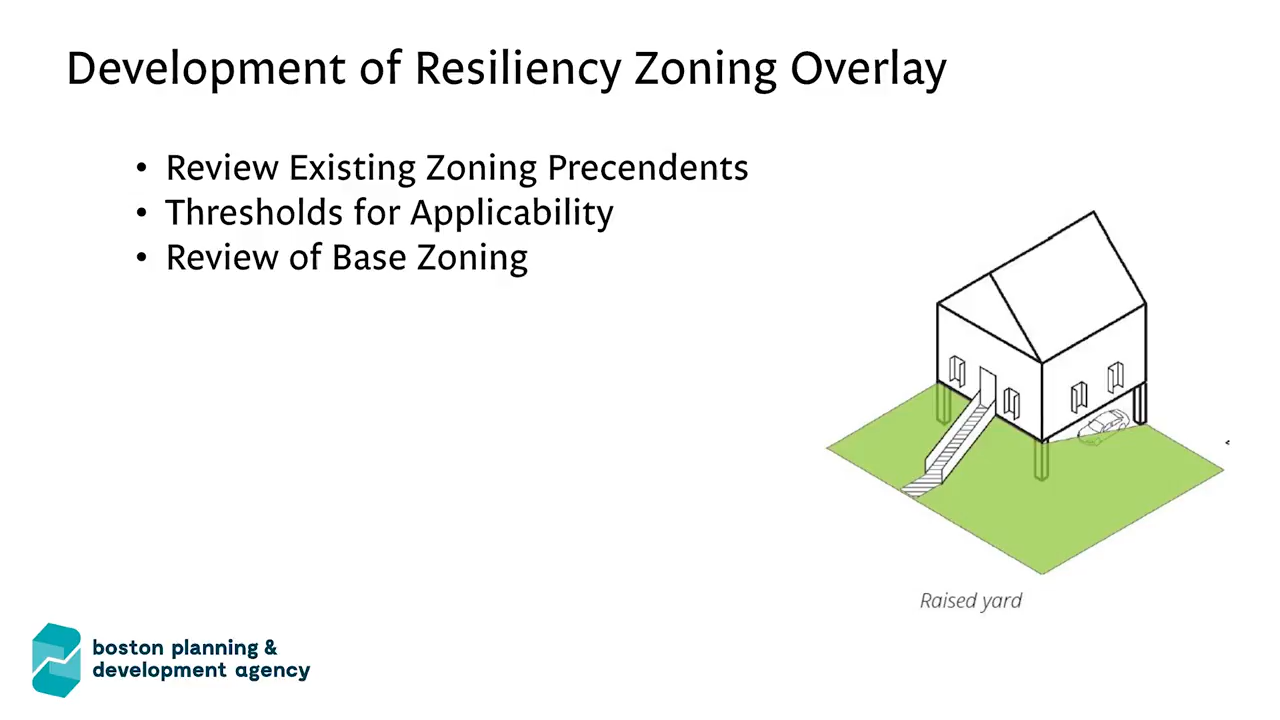 Development of Resiliency Zoning Overlay
• Review Existing Zoning Precendents
• Thresholds for Applicability
• Review of Base Zoning
Raised yard
boston planning &
development agency